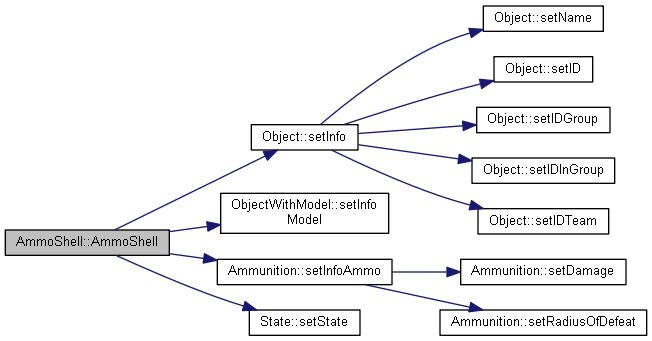 AmmoShell::AmmoShell
Object::setInfo
ObjectWithModel::setInfo
Model
Ammunition::setInfoAmmo
State::setState
Object::setName
Object::setID
Object::setIDGroup
Object::setIDInGroup
Object::setIDTeam
Ammunition::setDamage
Ammunition::setRadiusOfDefeat